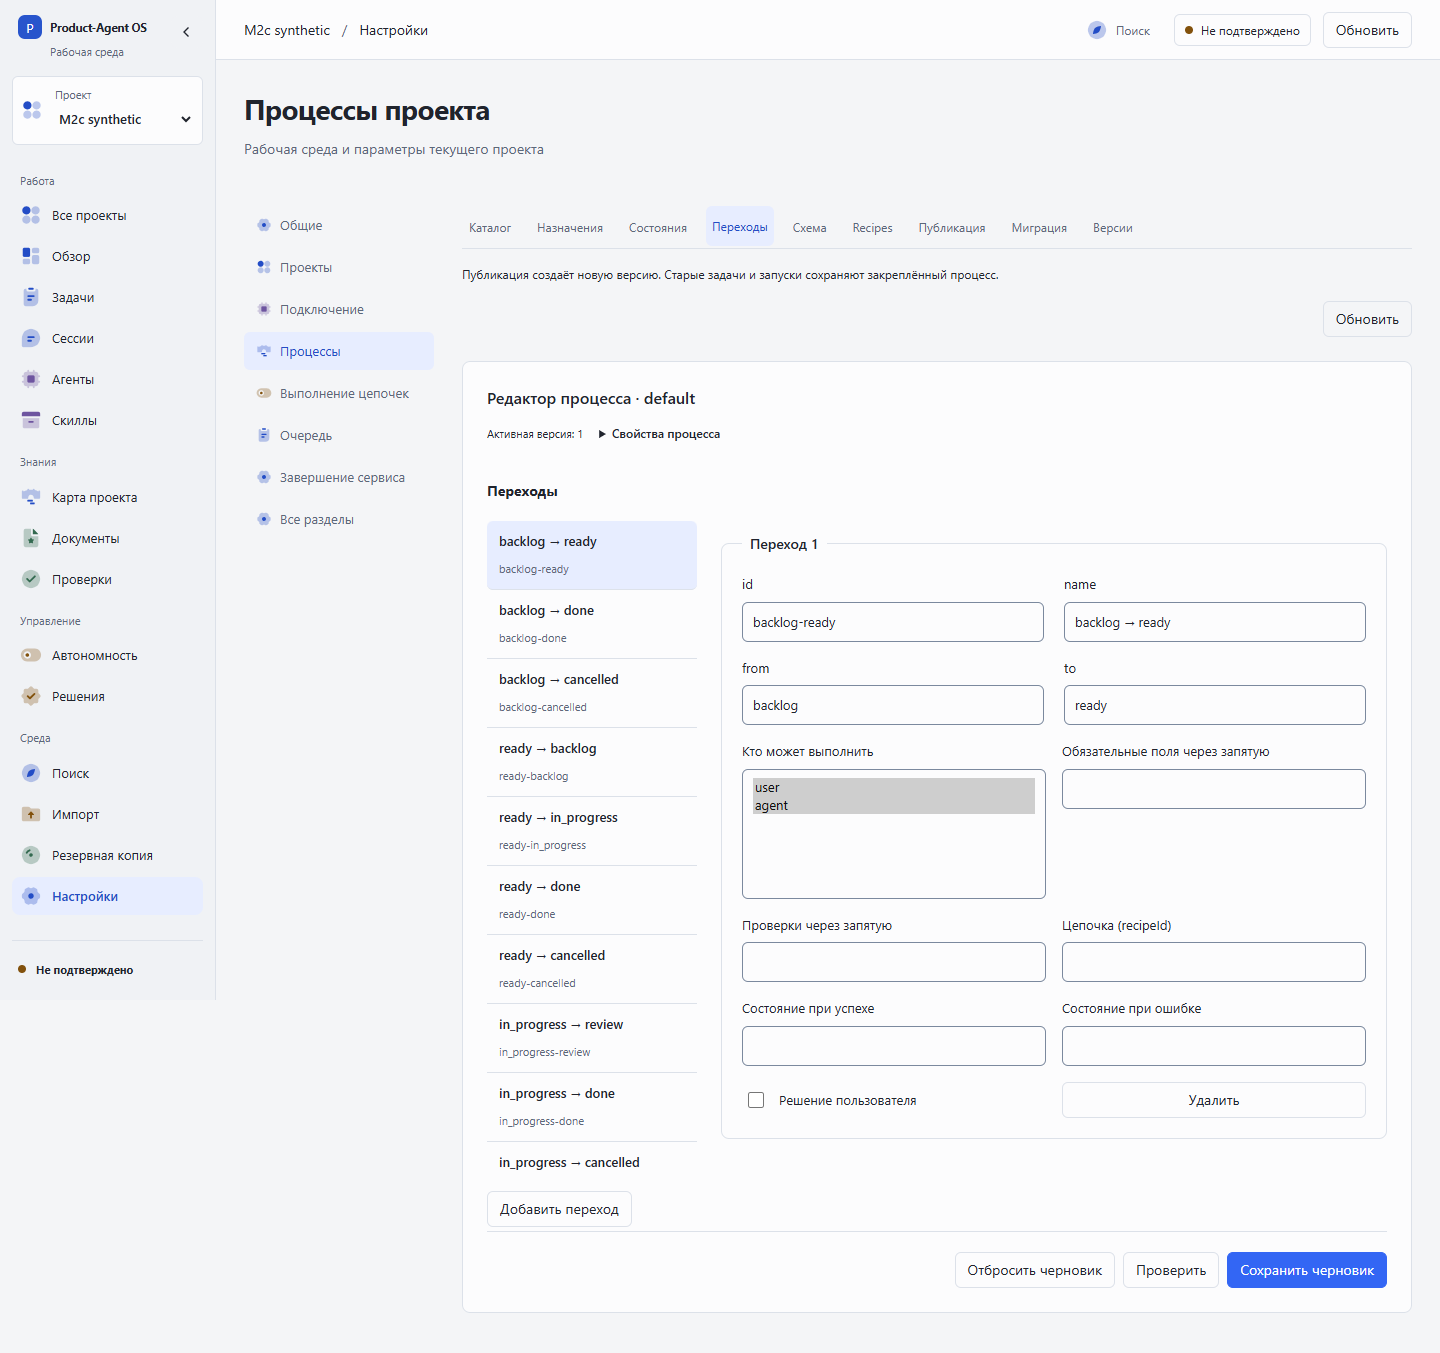 P
Product-Agent OS
Рабочая среда
Проект
M2c synthetic
Работа
Все проекты
Обзор
Задачи
Сессии
Агенты
Скиллы
Знания
Карта проекта
Документы
Проверки
Управление
Автономность
Решения
Среда
Поиск
Импорт
Резервная копия
Настройки
Не подтверждено
M2c synthetic / Настройки
Поиск
Не подтверждено
Обновить
Процессы проекта
Рабочая среда и параметры текущего проекта
Общие
Проекты
Подключение
Процессы
Выполнение цепочек
Очередь
Завершение сервиса
Все разделы
Каталог Назначения Состояния Переходы Схема Recipes Публикация Миграция Версии
Публикация создаёт новую версию. Старые задачи и запуски сохраняют закреплённый процесс.
Обновить
Редактор процесса · default
Активная версия: 1 ▶ Свойства процесса
Переходы
backlog → ready
backlog-ready
backlog → done
backlog-done
backlog → cancelled
backlog-cancelled
ready → backlog
ready-backlog
ready → in_progress
ready-in_progress
ready → done
ready-done
ready → cancelled
ready-cancelled
in_progress → review
in_progress-review
in_progress → done
in_progress-done
in_progress → cancelled
Добавить переход
Переход 1
id
backlog-ready
name
backlog → ready
from
backlog
to
ready
Кто может выполнить
user
agent
Обязательные поля через запятую
Проверки через запятую
Цепочка (recipeId)
Состояние при успехе
Состояние при ошибке
Решение пользователя
Удалить
Отбросить черновик
Проверить
Сохранить черновик